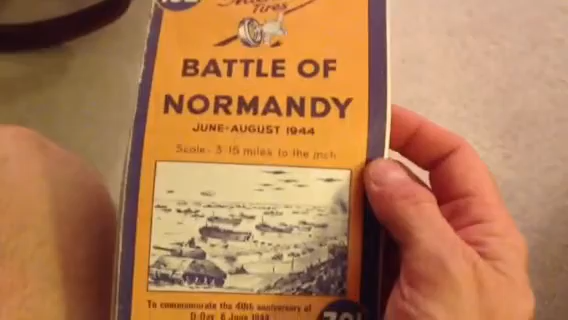 Tires
BATTLE OF
NORMANDY
JUNE-AUGUST 1944
Scale - 3·15 miles to the inch
To commemorate the 40th anniversary of
D-Day 6 June 1944